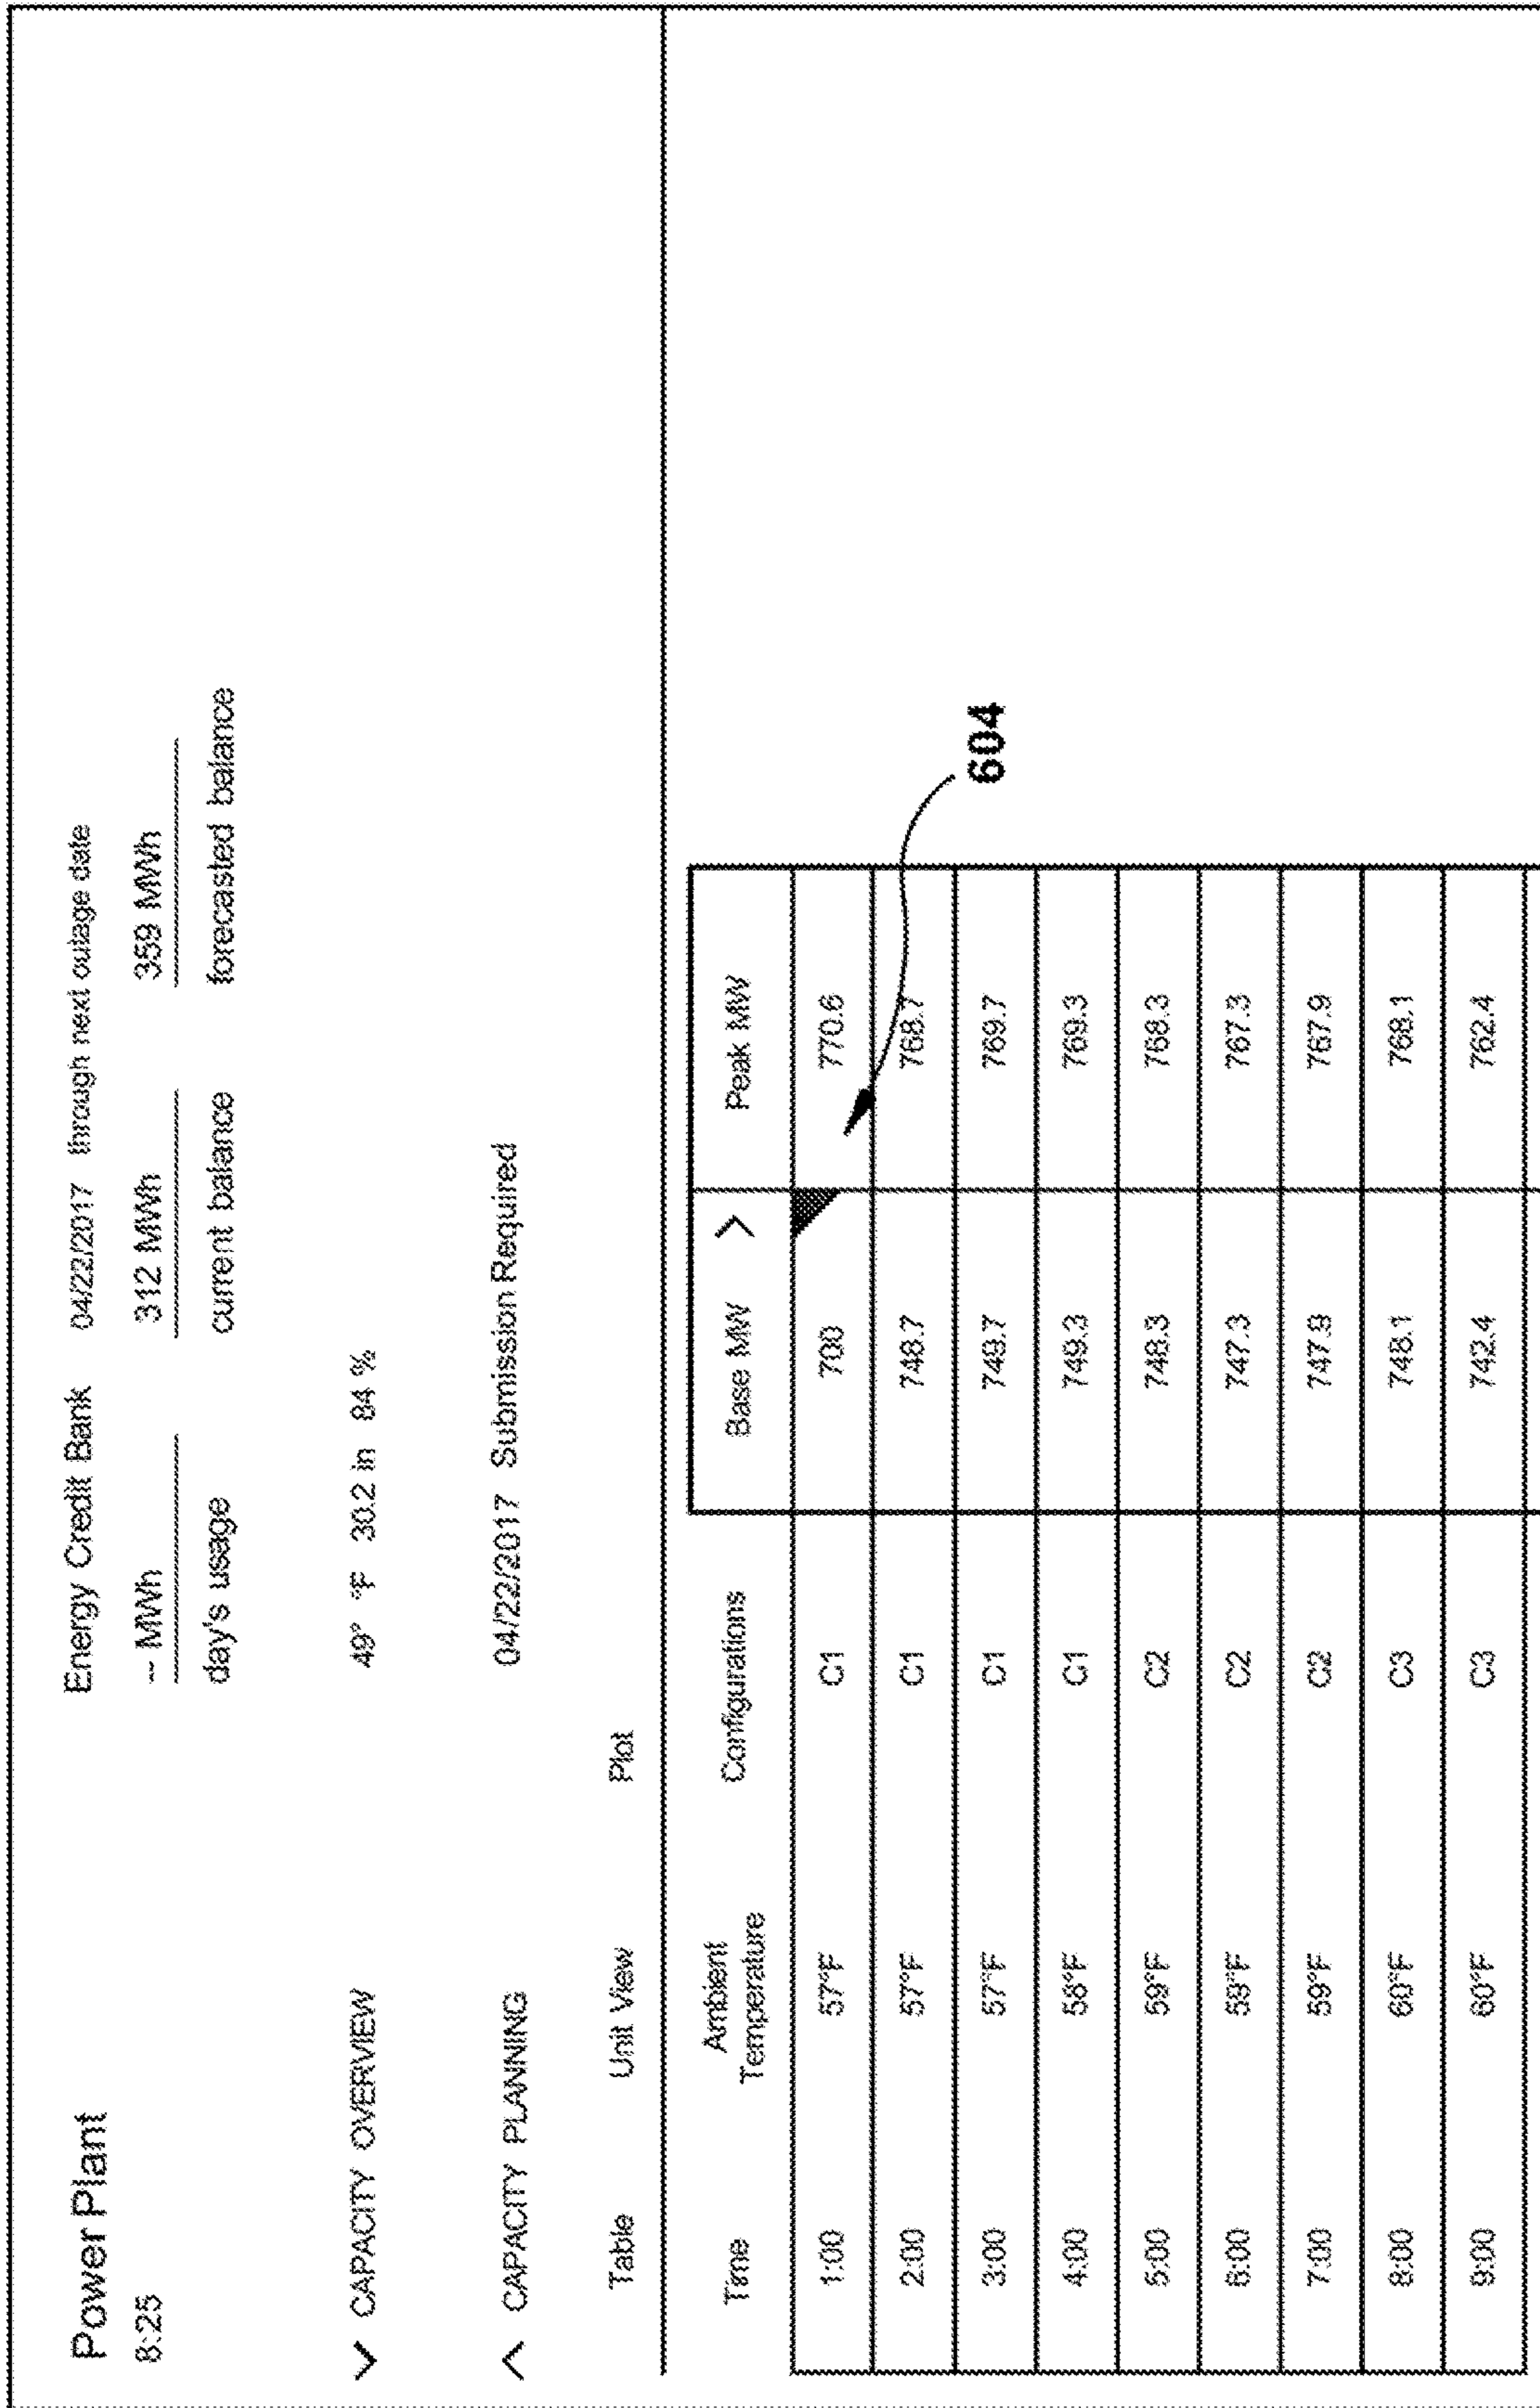 Power Plant
8:25
Energy Credit Bank 04/22/2017 through next outage date
-- MWh 312 MWh 359 MWh
day's usage current balance forecasted balance
CAPACITY OVERVIEW 49° °F 30.2 in 84 %
CAPACITY PLANNING 04/22/2017 Submission Required
Table Unit View Plot
Time Ambient Temperature Configurations Base MW Peak MW
1:00 57°F C1 700 770.6
604
2:00 57°F C1 748.7 768.7
3:00 57°F C1 749.7 769.7
4:00 58°F C1 749.3 769.3
5:00 59°F C2 748.3 768.3
6:00 59°F C2 747.3 767.3
7:00 59°F C2 747.9 767.9
8:00 60°F C3 748.1 768.1
9:00 60°F C3 742.4 762.4